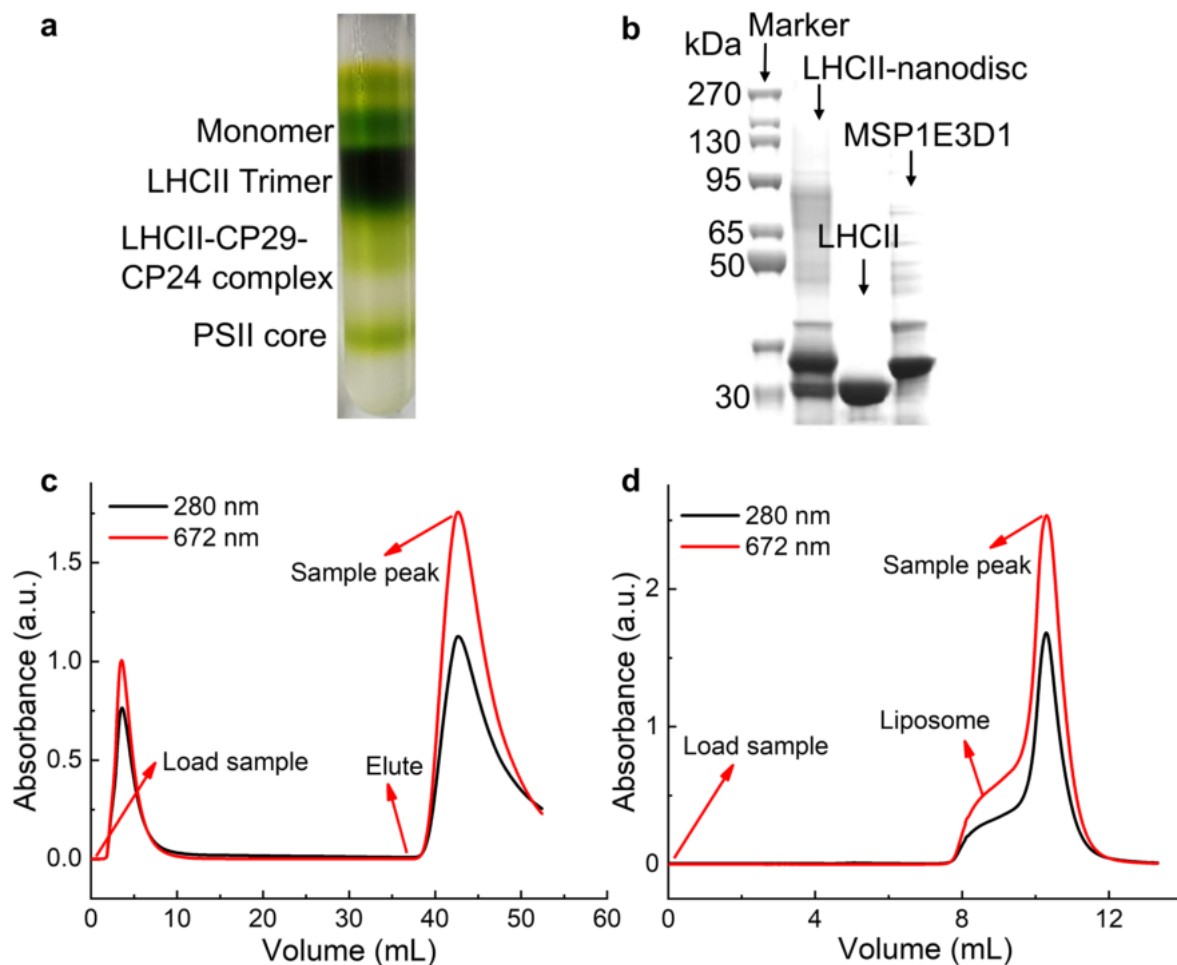 a
Monomer
LHCII Trimer
LHCII-CP29-
CP24 complex
PSII core
b
kDa
Marker
LHCII-nanodisc
MSP1E3D1
LHCII
270
130
95
65
50
30
c
280 nm
672 nm
Sample peak
Load sample
Elute
Absorbance (a.u.)
1.5
1.0
0.5
0.0
0
10
20
30
40
50
60
Volume (mL)
d
280 nm
672 nm
Sample peak
Liposome
Load sample
Absorbance (a.u.)
2
1
0
0
4
8
12
Volume (mL)